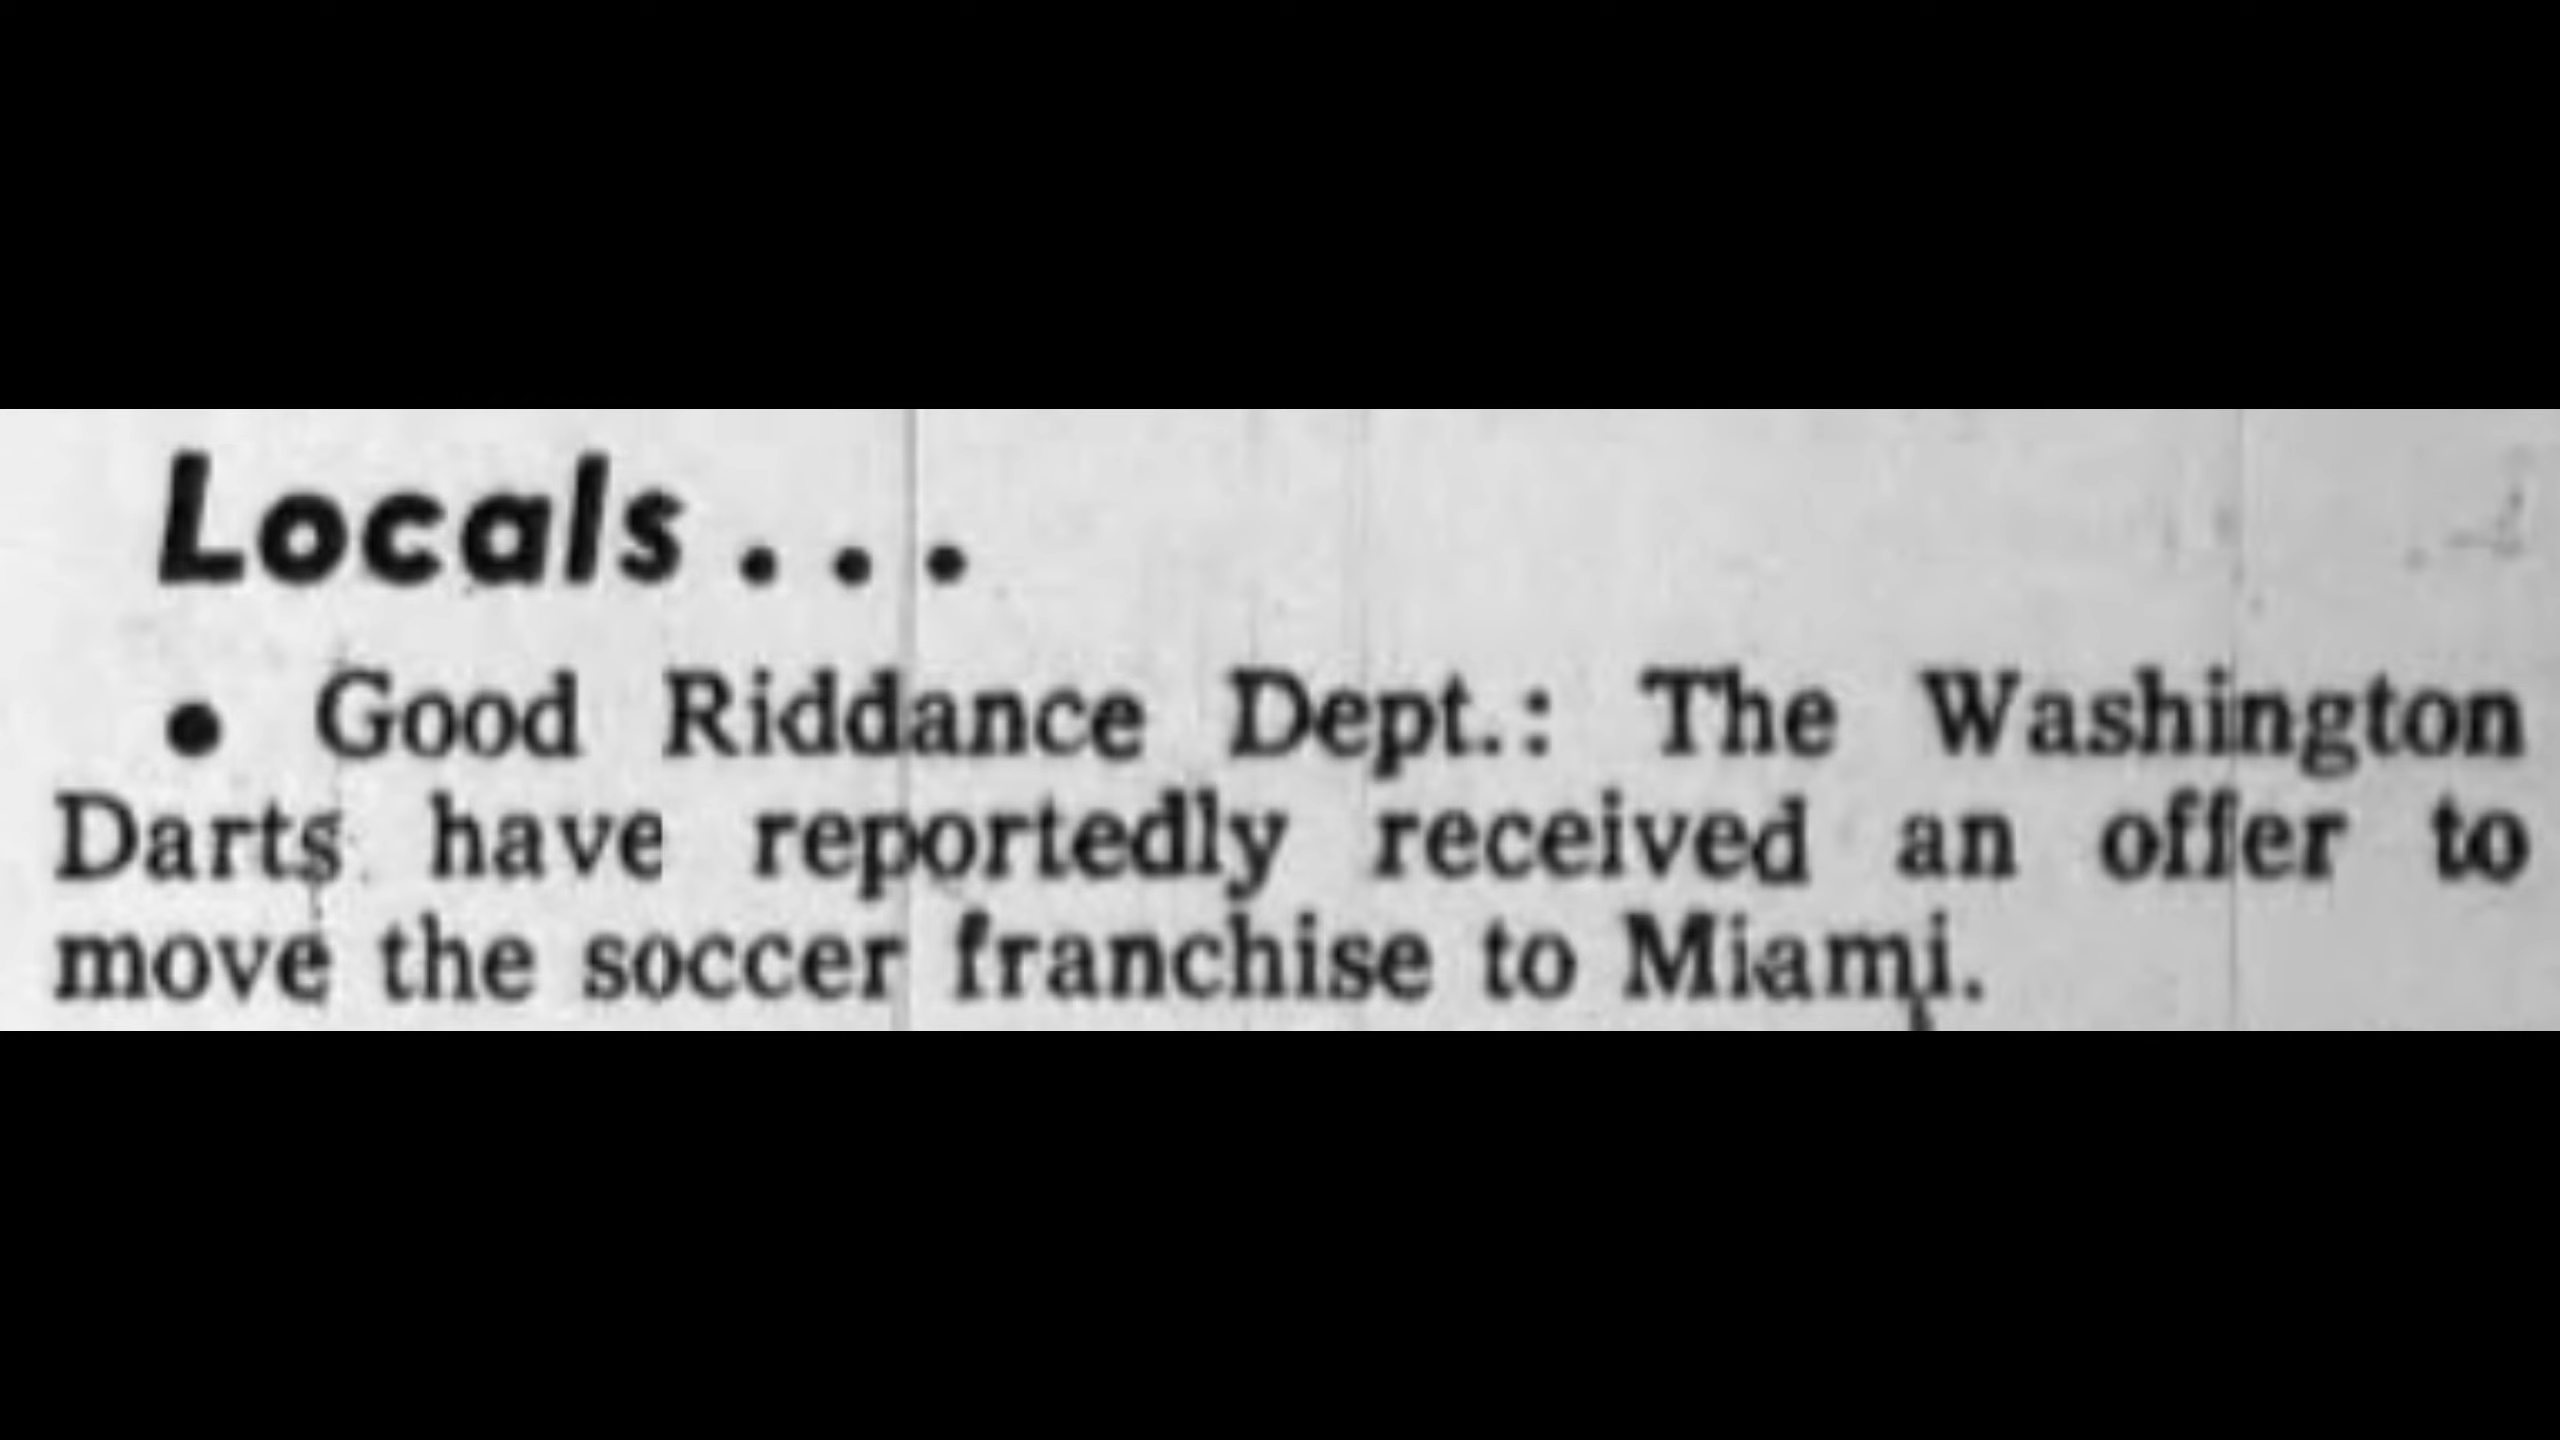 Locals...
• Good Riddance Dept.: The Washington
Darts have reportedly received an offer to
move the soccer franchise to Miami.